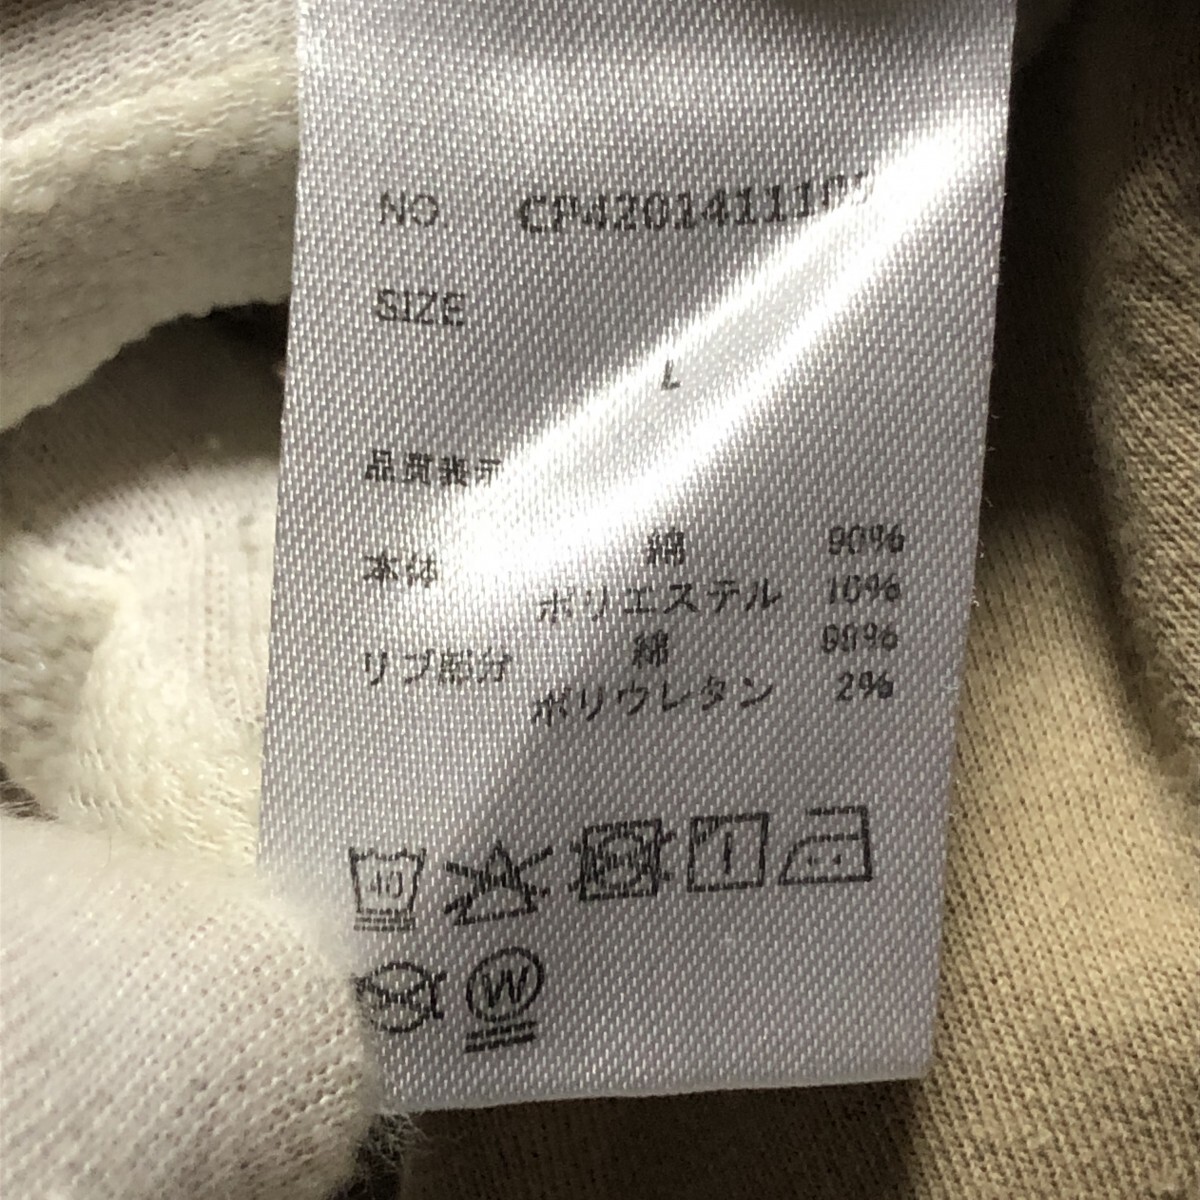 NO.
SIZE
L
品質表示
本体 綿 90%
ポリエステル 10%
リブ部分 綿
ポリウレタン 2%
40
W